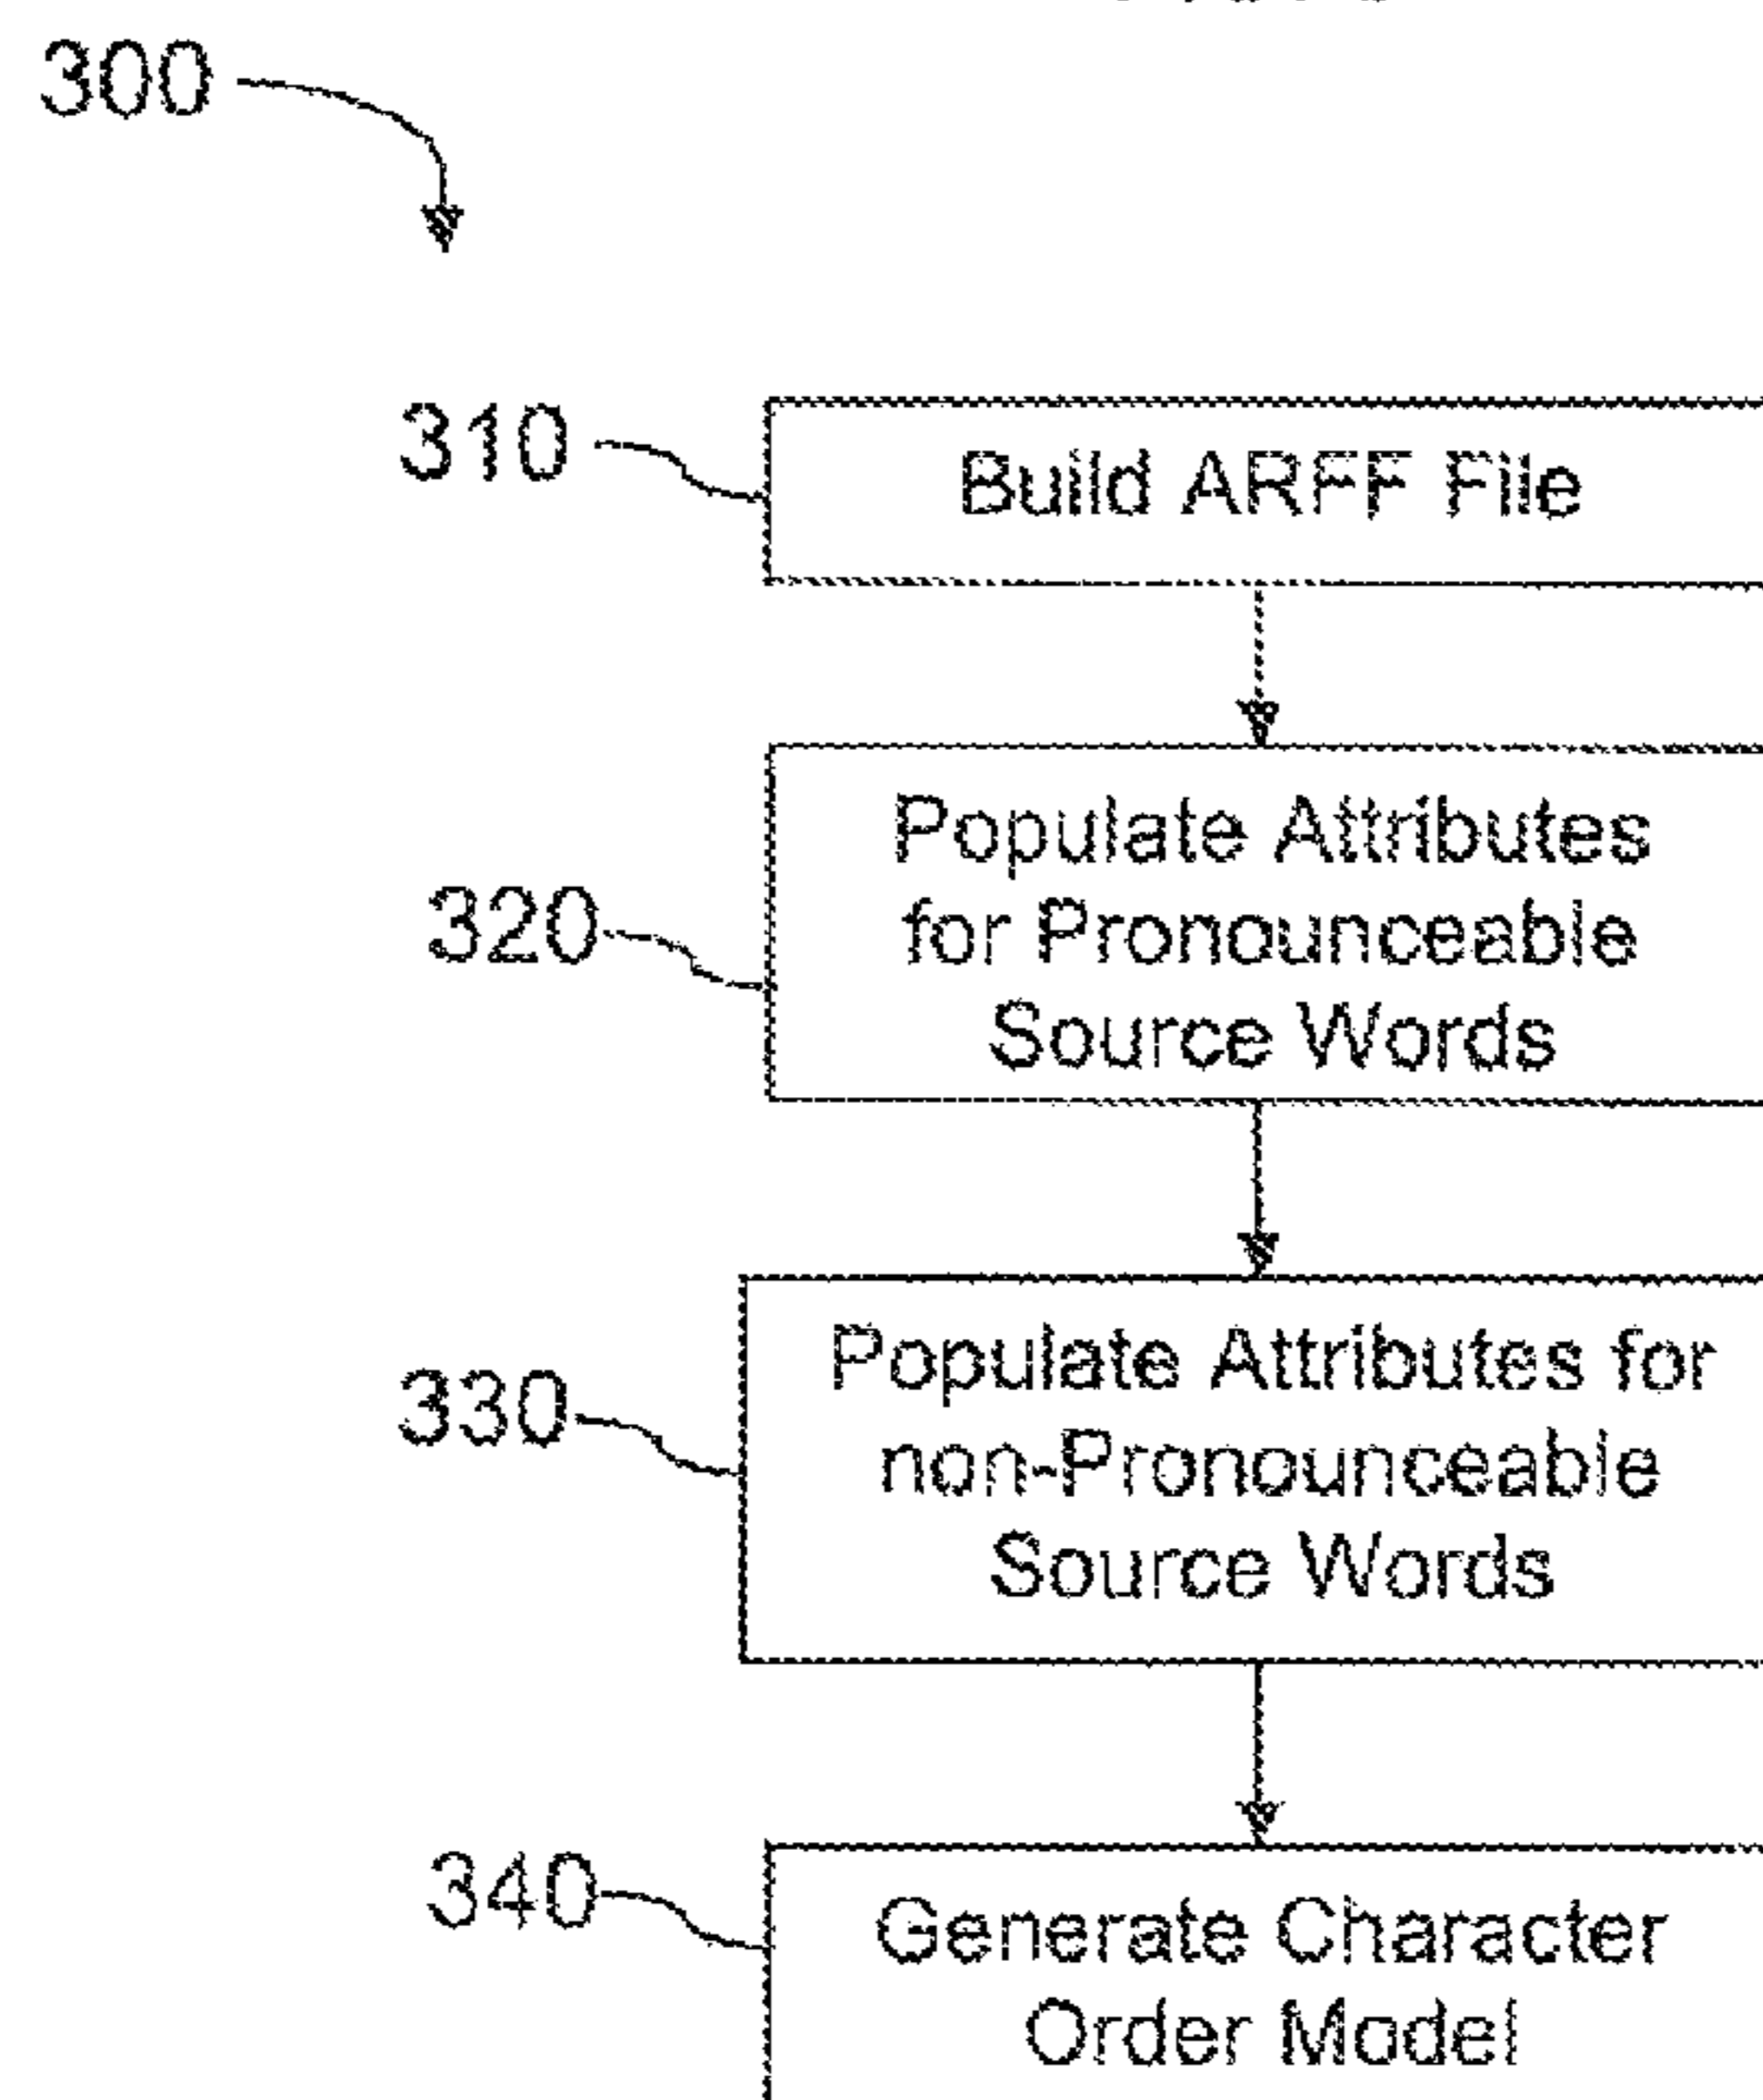 300
310
Build ARFF File
320
Populate Attributes
for Pronounceable
Source Words
330
Populate Attributes for
non-Pronounceable
Source Words
340
Generate Character
Order Model